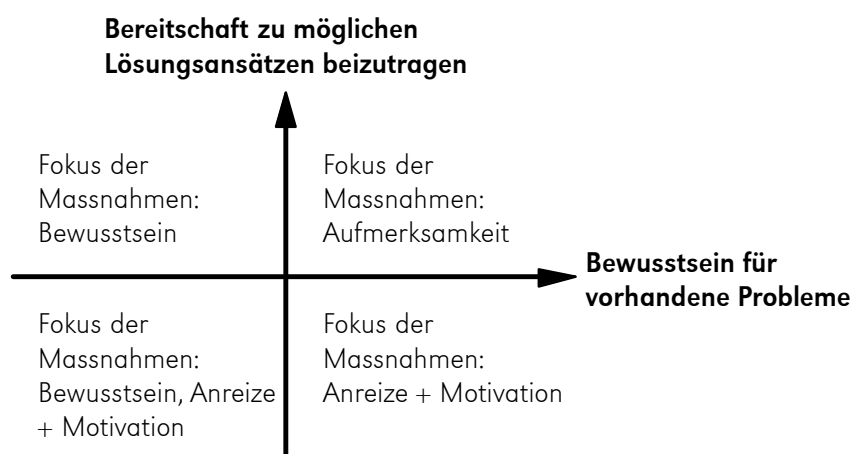 Bereitschaft zu möglichen
Lösungsansätzen beizutragen
Fokus der
Massnahmen:
Bewusstsein
Fokus der
Massnahmen:
Aufmerksamkeit
Bewusstsein für
vorhandene Probleme
Fokus der
Massnahmen:
Bewusstsein, Anreize
+ Motivation
Fokus der
Massnahmen:
Anreize + Motivation